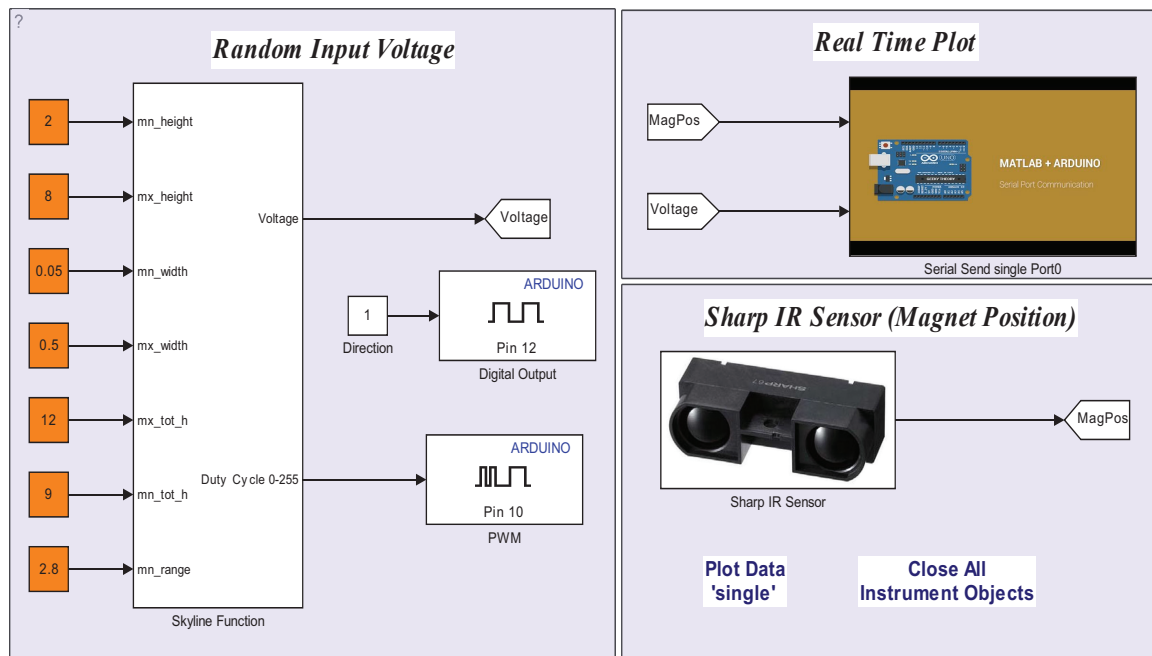 ?
Random Input Voltage
2
mn_height
8
mx_height
0.05
mn_width
0.5
mx_width
12
mx_tot_h
9
mn_tot_h
2.8
mn_range
Voltage
Duty Cycle 0-255
Skyline Function
Voltage
1
Direction
ARDUINO
Pin 12
Digital Output
ARDUINO
Pin 10
PWM
Real Time Plot
MagPos
Voltage
UNO
MATLAB + ARDUINO
Serial Port Communication
Serial Send single Port0
Sharp IR Sensor (Magnet Position)
SHARP
Sharp IR Sensor
MagPos
Plot Data
'single'
Close All
Instrument Objects